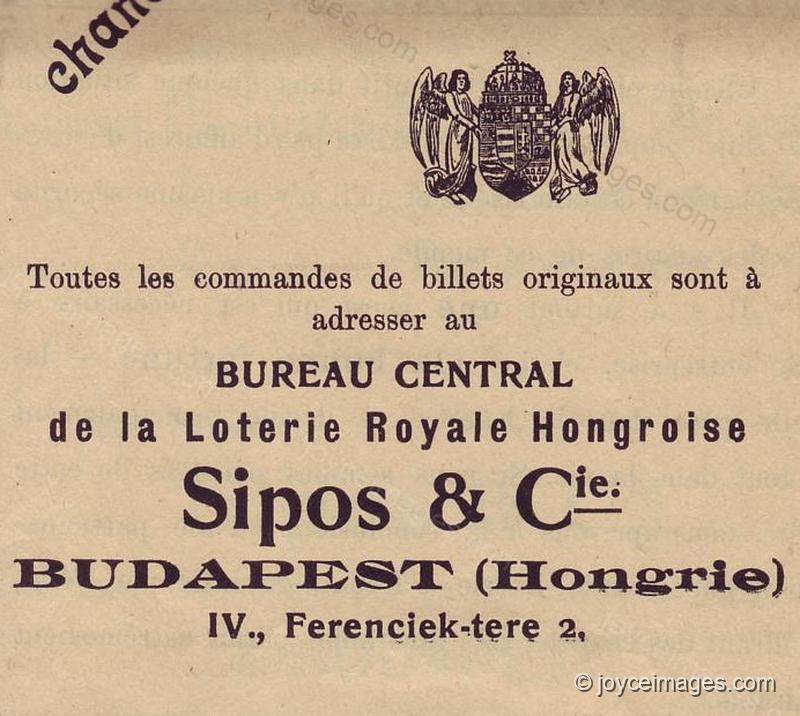 Toutes les commandes de billets originaux sont à
adresser au
BUREAU CENTRAL
de la Loterie Royale Hongroise
Sipos & Cie.
BUDAPEST (Hongrie)
IV., Ferenciek-tere 2.
© joyceimages.com